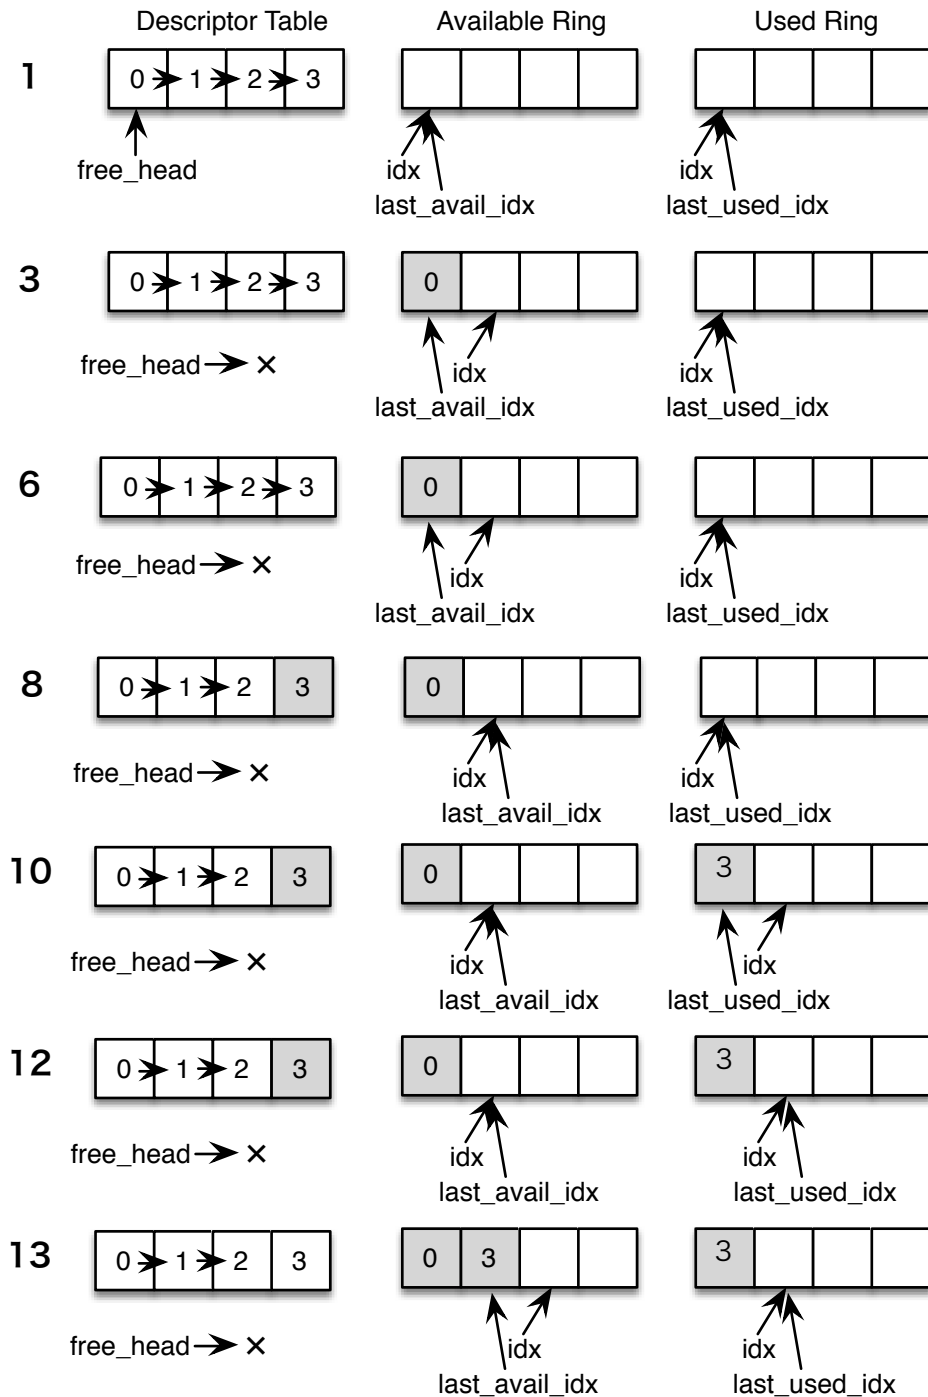 Descriptor Table Available Ring Used Ring
1 0 1 2 3
free_head idx idx
last_avail_idx last_used_idx
3 0 1 2 3 0
free_head × idx idx
last_avail_idx last_used_idx
6 0 1 2 3 0
free_head × idx idx
last_avail_idx last_used_idx
8 0 1 2 3 0
free_head × idx idx
last_avail_idx last_used_idx
10 0 1 2 3 0 3
free_head × idx idx
last_avail_idx last_used_idx
12 0 1 2 3 0 3
free_head × idx idx
last_avail_idx last_used_idx
13 0 1 2 3 0 3 3
free_head × idx idx
last_avail_idx last_used_idx